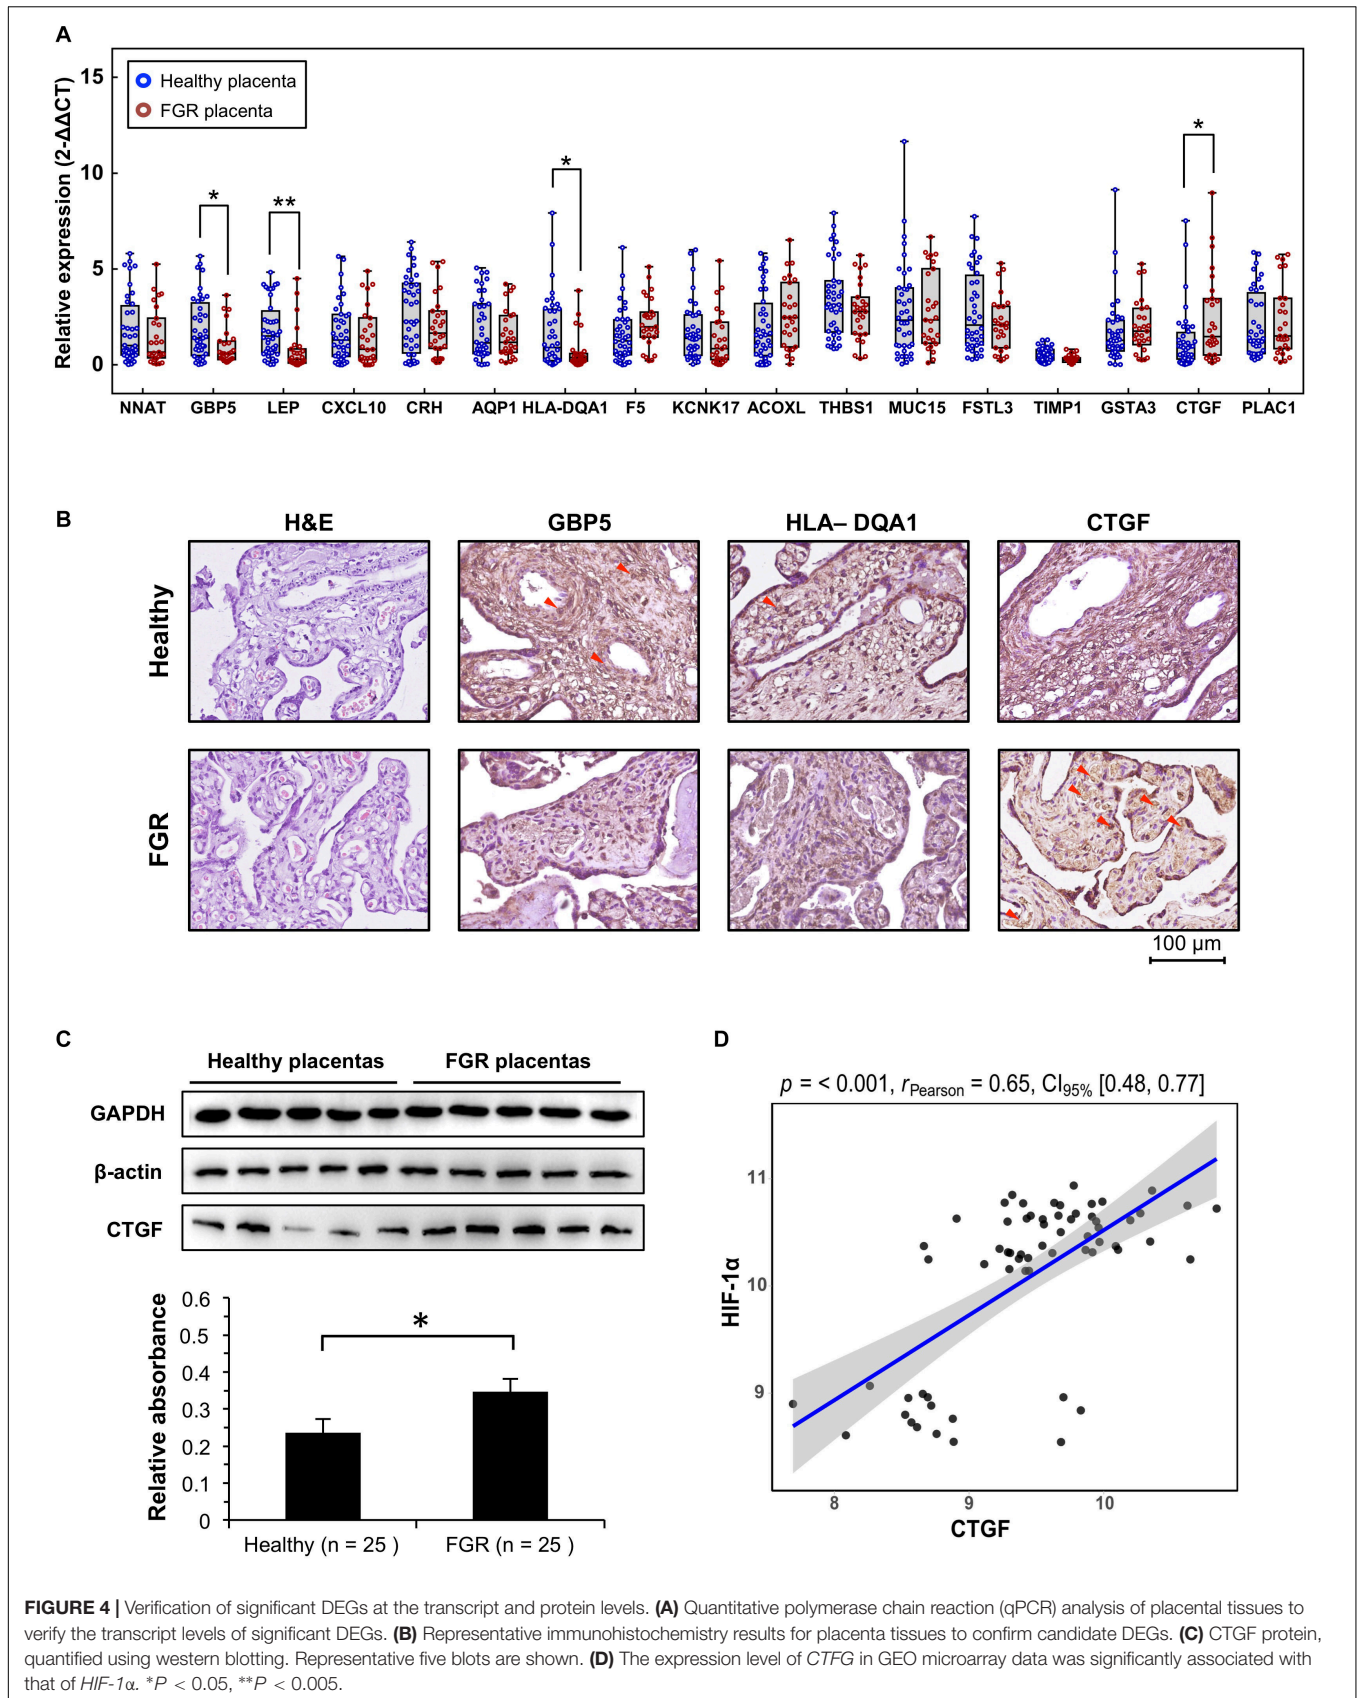 A
Relative expression (2-ΔΔCT)
15
10
5
0
Healthy placenta
FGR placenta
*
**
*
*
NNAT GBP5 LEP CXCL10 CRH AQP1 HLA-DQA1 F5 KCNK17 ACOXL THBS1 MUC15 FSTL3 TIMP1 GSTA3 CTGF PLAC1
B
H&E GBP5 HLA– DQA1 CTGF
Healthy
FGR
100 µm
C
Healthy placentas FGR placentas
GAPDH
β-actin
CTGF
Relative absorbance
0.6
0.5
0.4
0.3
0.2
0.1
0
*
Healthy (n = 25 ) FGR (n = 25 )
D
p = < 0.001, rPearson = 0.65, CI95% [0.48, 0.77]
HIF-1α
11
10
9
8 9 10
CTGF
FIGURE 4 | Verification of significant DEGs at the transcript and protein levels. (A) Quantitative polymerase chain reaction (qPCR) analysis of placental tissues to
verify the transcript levels of significant DEGs. (B) Representative immunohistochemistry results for placenta tissues to confirm candidate DEGs. (C) CTGF protein,
quantified using western blotting. Representative five blots are shown. (D) The expression level of CTFG in GEO microarray data was significantly associated with
that of HIF-1α. *P < 0.05, **P < 0.005.